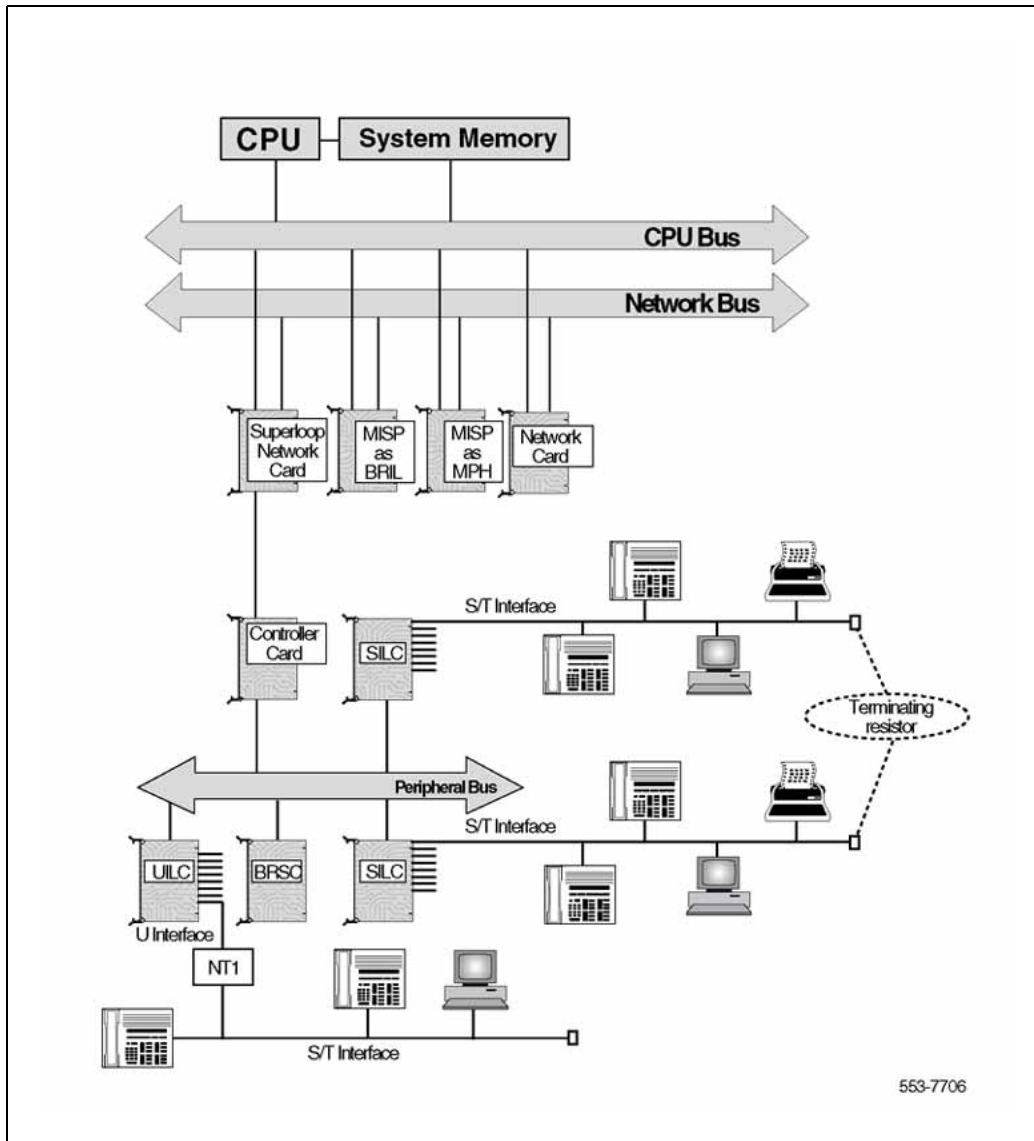 CPU
System Memory
CPU Bus
Network Bus
Superloop
Network
Card
MISP
as
BRIL
MISP
as
MPH
Network
Card
S/T Interface
Controller
Card
SILC
Terminating
resistor
Peripheral Bus
S/T Interface
UILC
BRSC
SILC
U Interface
NT1
S/T Interface
553-7706